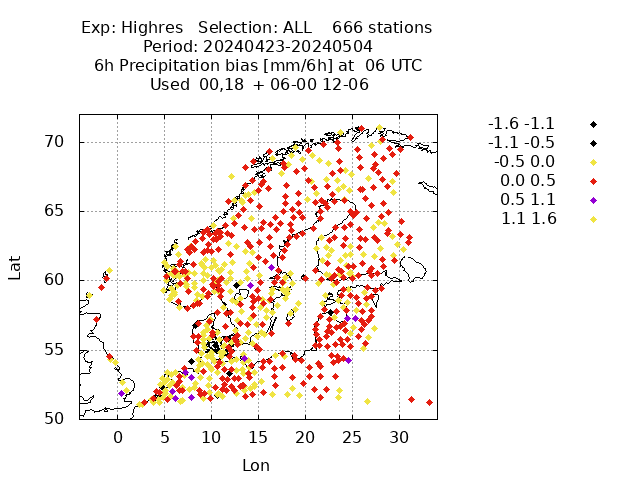 Exp: Highres Selection: ALL 666 stations
Period: 20240423-20240504
6h Precipitation bias [mm/6h] at 06 UTC
Used 00,18 + 06-00 12-06
-1.6 -1.1
-1.1 -0.5
-0.5 0.0
0.0 0.5
0.5 1.1
1.1 1.6
70
65
60
55
50
Lat
0 5 10 15 20 25 30
Lon